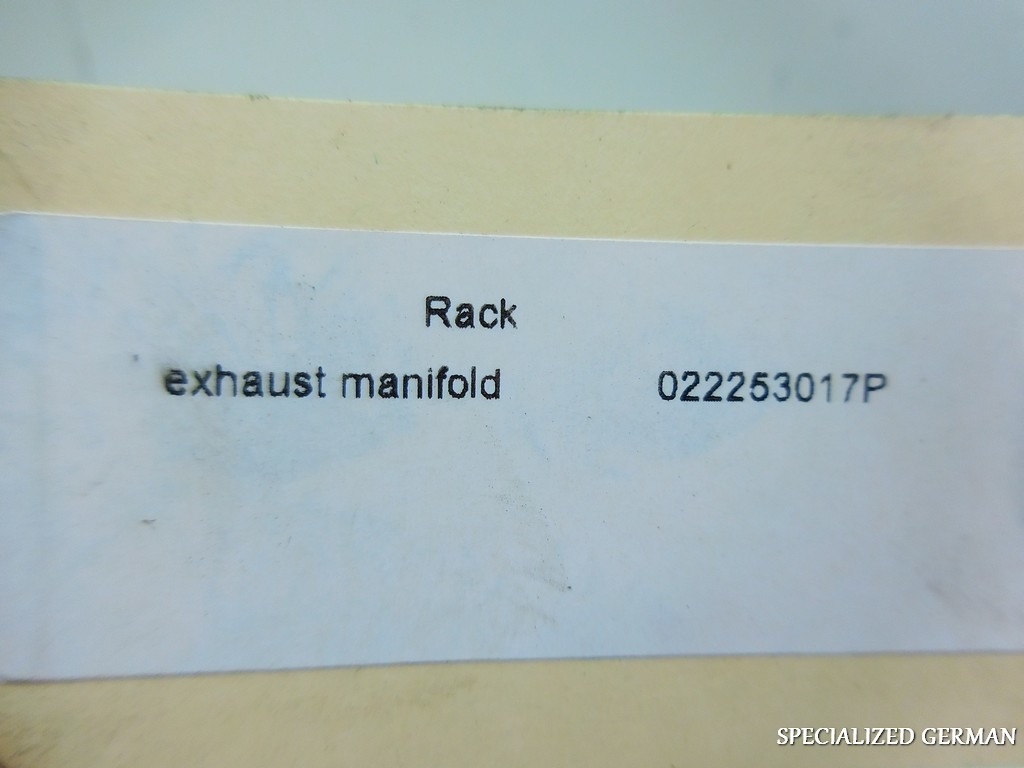 Rack
exhaust manifold 022253017P
SPECIALIZED GERMAN